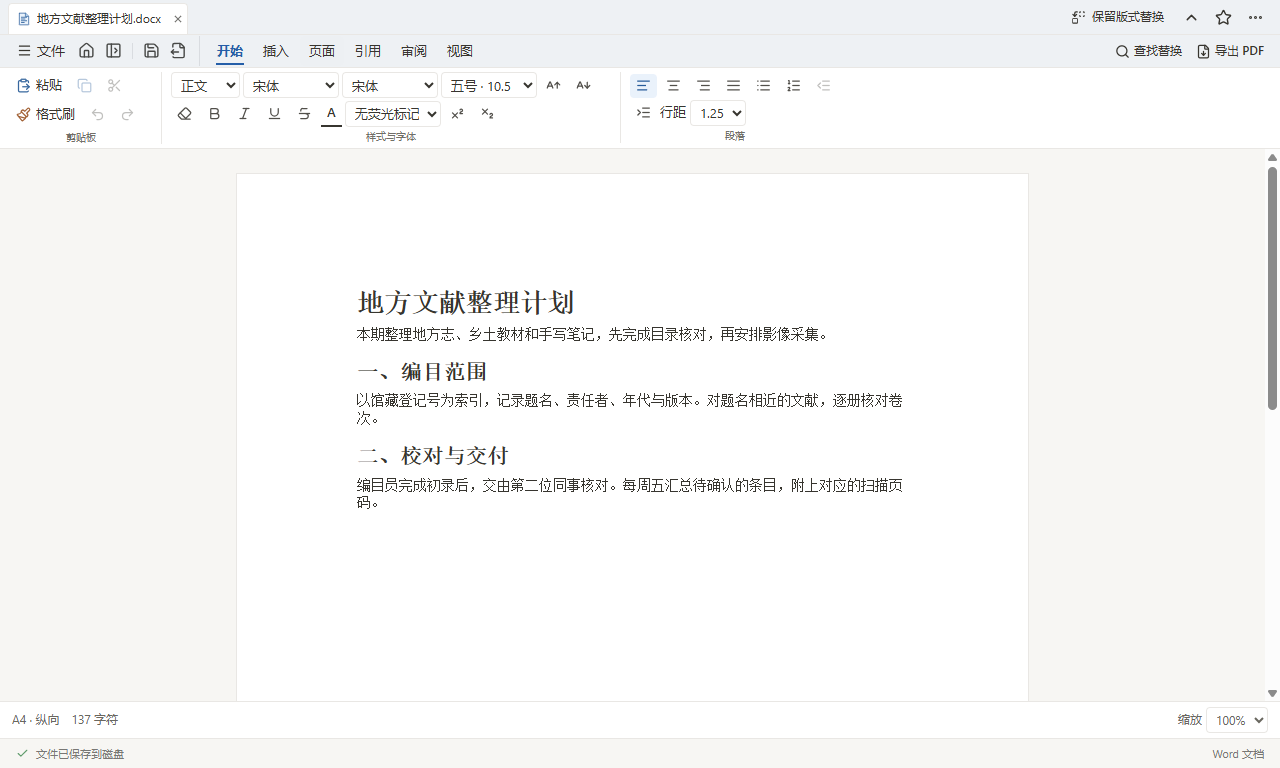 地方文献整理计划.docx
保留版式替换
文件 开始 插入 页面 引用 审阅 视图 查找替换 导出 PDF
粘贴 正文 宋体 宋体 五号 · 10.5 A A
格式刷 B I U S A 无荧光标记 x² x₂ 行距 1.25
剪贴板 样式与字体 段落
地方文献整理计划
本期整理地方志、乡土教材和手写笔记，先完成目录核对，再安排影像采集。
一、编目范围
以馆藏登记号为索引，记录题名、责任者、年代与版本。对题名相近的文献，逐册核对卷
次。
二、校对与交付
编目员完成初录后，交由第二位同事核对。每周五汇总待确认的条目，附上对应的扫描页
码。
A4 · 纵向 137 字符 缩放 100%
文件已保存到磁盘 Word 文档